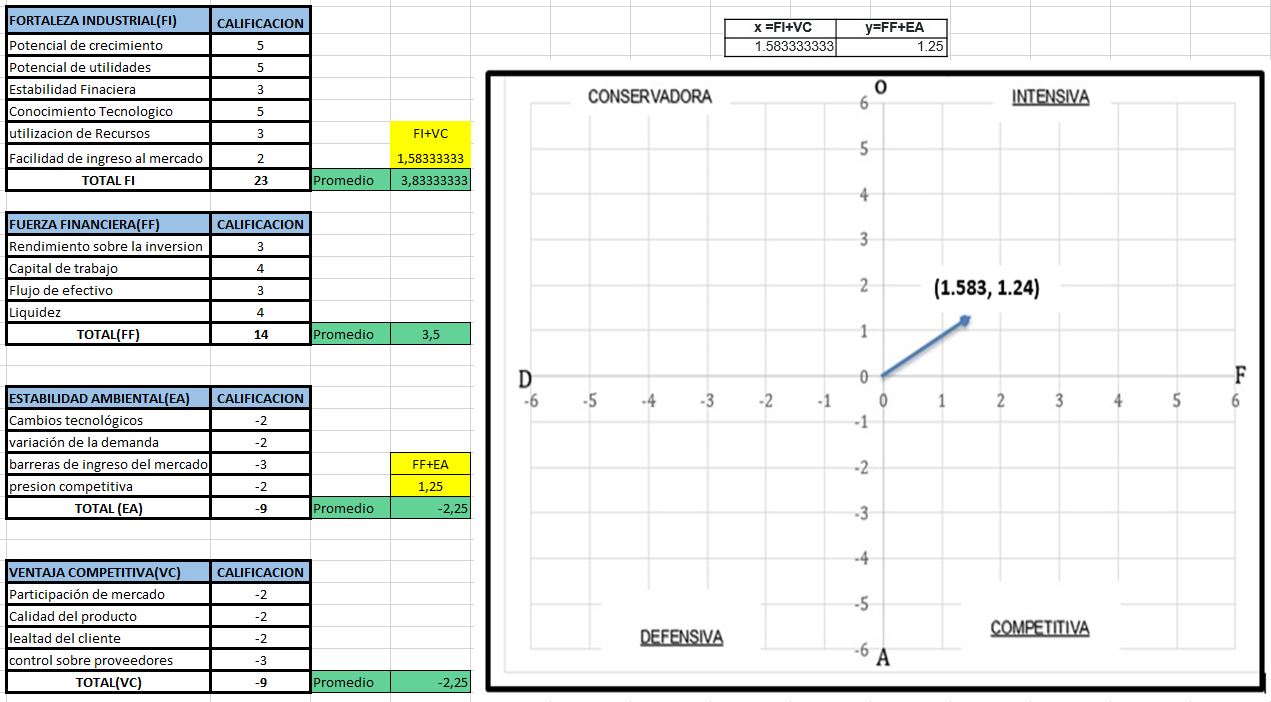 FORTALEZA INDUSTRIAL(FI) CALIFICACION
Potencial de crecimiento 5
Potencial de utilidades 5
Estabilidad Finaciera 3
Conocimiento Tecnologico 5
utilizacion de Recursos 3 FI+VC
Facilidad de ingreso al mercado 2 1,58333333
TOTAL FI 23 Promedio 3,83333333
FUERZA FINANCIERA(FF) CALIFICACION
Rendimiento sobre la inversion 3
Capital de trabajo 4
Flujo de efectivo 3
Liquidez 4
TOTAL(FF) 14 Promedio 3,5
ESTABILIDAD AMBIENTAL(EA) CALIFICACION
Cambios tecnológicos -2
variación de la demanda -2
barreras de ingreso del mercado -3 FF+EA
presion competitiva -2 1,25
TOTAL (EA) -9 Promedio -2,25
VENTAJA COMPETITIVA(VC) CALIFICACION
Participación de mercado -2
Calidad del producto -2
lealtad del cliente -2
control sobre proveedores -3
TOTAL(VC) -9 Promedio -2,25
x =FI+VC y=FF+EA
1.583333333 1.25
O
CONSERVADORA 6 INTENSIVA
5
4
3
2 (1.583, 1.24)
1
D 0 F
-6 -5 -4 -3 -2 -1 0 1 2 3 4 5 6
-1
-2
-3
-4
-5
DEFENSIVA COMPETITIVA
-6 A